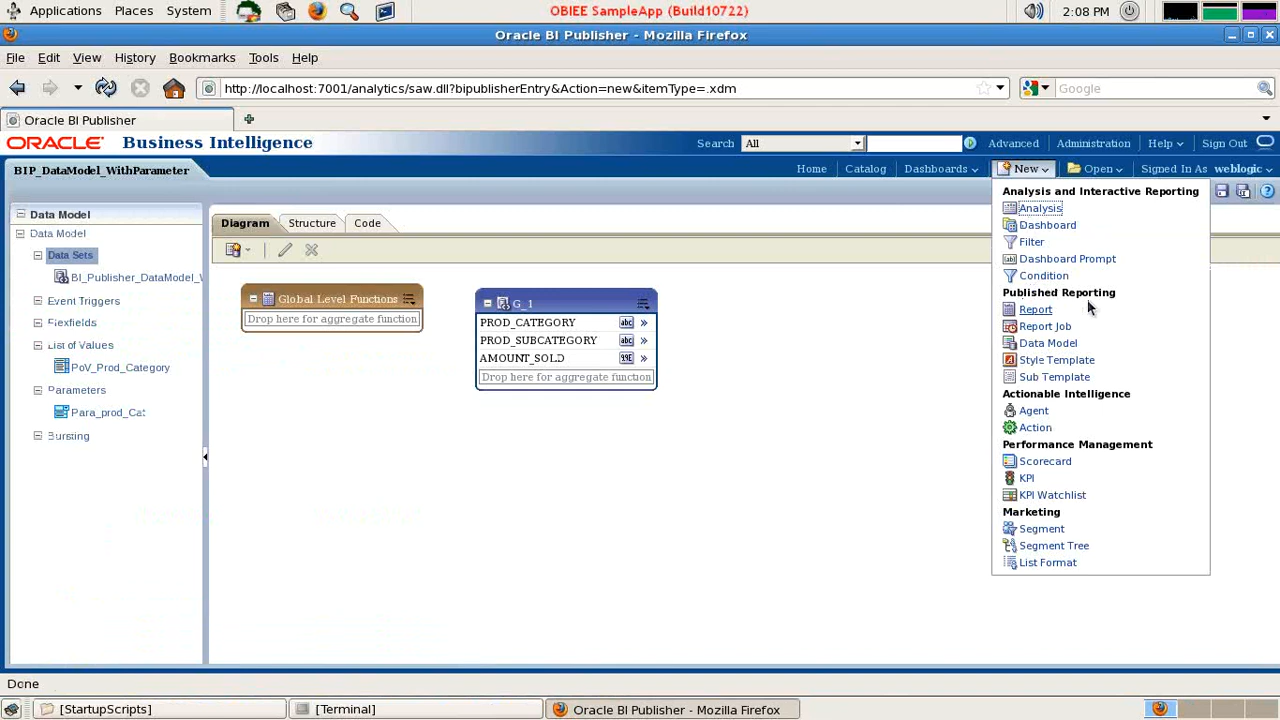 Applications Places System
OBIEE SampleApp (Build10722)
2:08 PM
Oracle BI Publisher - Mozilla Firefox
File Edit View History Bookmarks Tools Help
http://localhost:7001/analytics/saw.dll?bipublisherEntry&Action=new&itemType=.xdm
Google
Oracle BI Publisher
ORACLE Business Intelligence
Search All
Advanced Administration Help Sign Out
BIP_DataModel_WithParameter
Home Catalog Dashboards New Open Signed In As weblogic
Data Model
Data Model
Data Sets
BI_Publisher_DataModel_W
Event Triggers
Flexfields
List of Values
PoV_Prod_Category
Parameters
Para_prod_Cat
Bursting
Diagram Structure Code
Global Level Functions
Drop here for aggregate function
G_1
PROD_CATEGORY abc »
PROD_SUBCATEGORY abc »
AMOUNT_SOLD »
Drop here for aggregate function
Analysis and Interactive Reporting
Analysis
Dashboard
Filter
Dashboard Prompt
Condition
Published Reporting
Report
Report Job
Data Model
Style Template
Sub Template
Actionable Intelligence
Agent
Action
Performance Management
Scorecard
KPI
KPI Watchlist
Marketing
Segment
Segment Tree
List Format
Done
[StartupScripts]
[Terminal]
Oracle BI Publisher - Mozilla Firefox